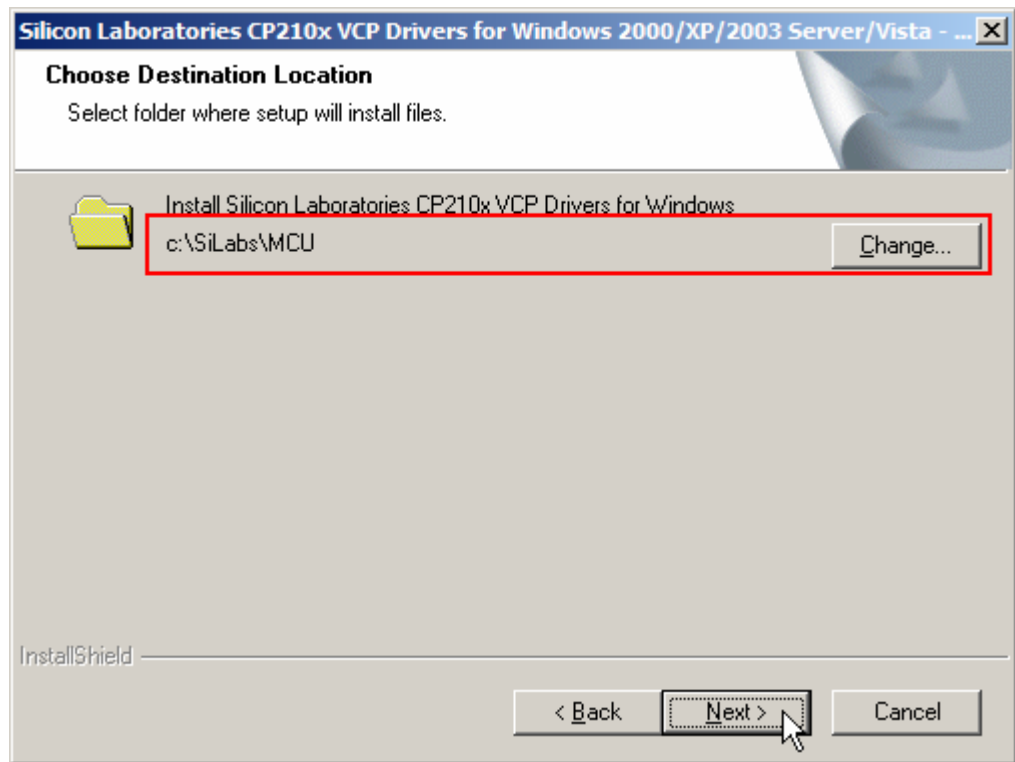 Silicon Laboratories CP210x VCP Drivers for Windows 2000/XP/2003 Server/Vista - ...
Choose Destination Location
Select folder where setup will install files.
Install Silicon Laboratories CP210x VCP Drivers for Windows
c:\SiLabs\MCU
Change...
InstallShield
< Back Next > Cancel